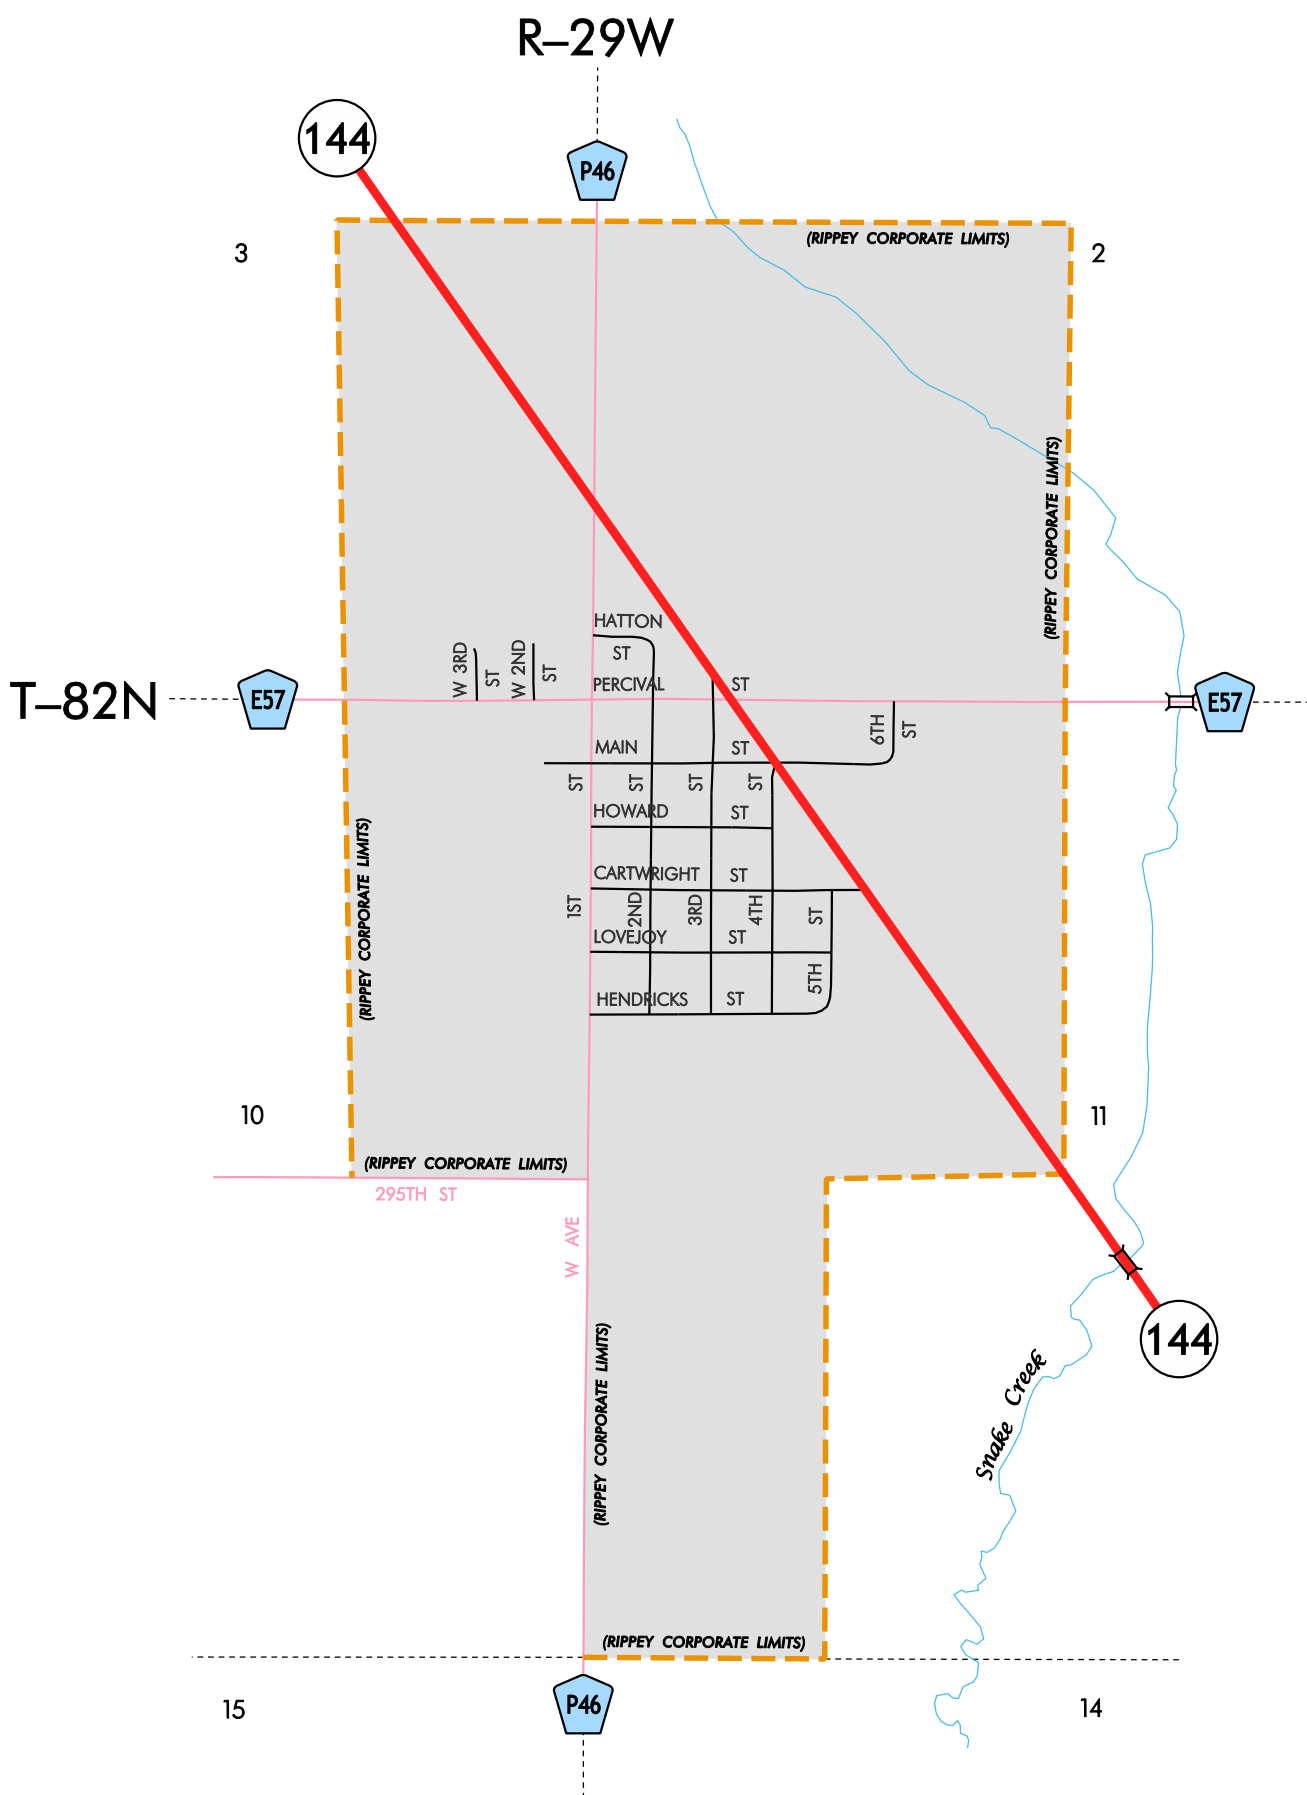 R–29W
144
P46
3
(RIPPEY CORPORATE LIMITS)
2
(RIPPEY CORPORATE LIMITS)
HATTON ST
W 3RD ST
W 2ND ST
T–82N
E57
PERCIVAL ST
E57
6TH ST
MAIN ST
1ST ST
2ND ST
3RD ST
4TH ST
HOWARD ST
(RIPPEY CORPORATE LIMITS)
CARTWRIGHT ST
5TH ST
LOVEJOY ST
HENDRICKS ST
10
11
(RIPPEY CORPORATE LIMITS)
295TH ST
W AVE
144
(RIPPEY CORPORATE LIMITS)
Snake Creek
(RIPPEY CORPORATE LIMITS)
15
P46
14